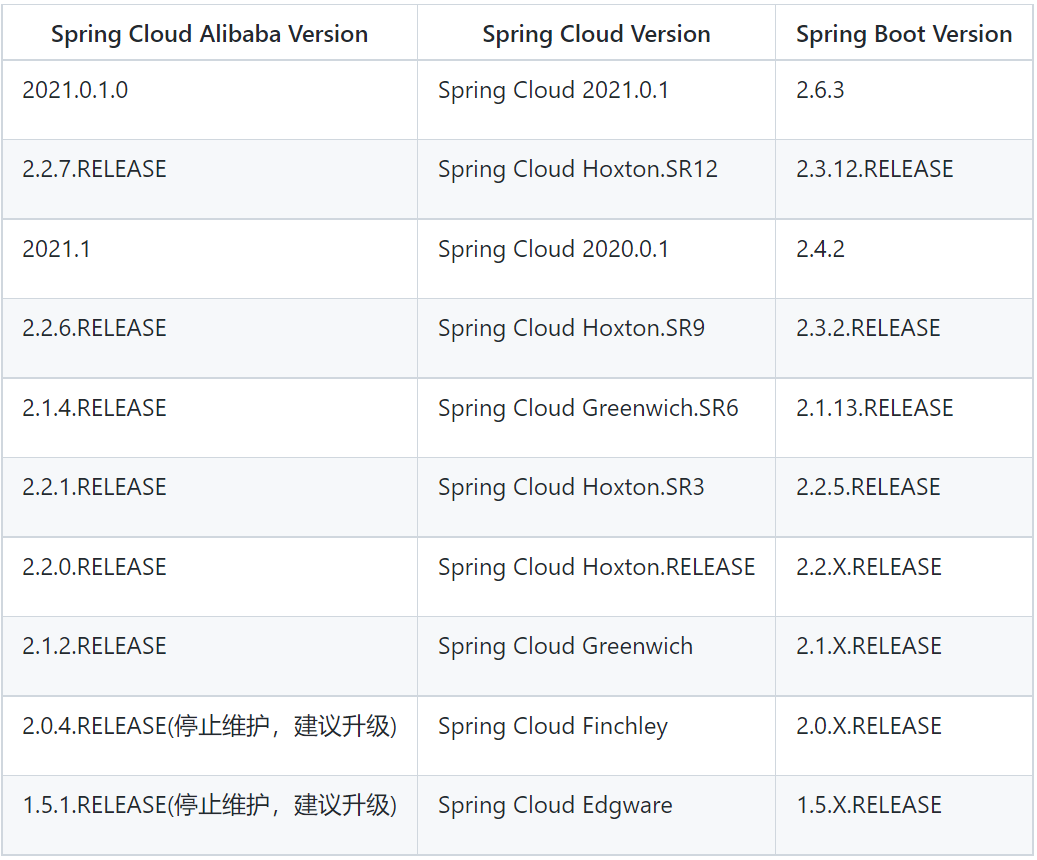 Spring Cloud Alibaba Version Spring Cloud Version Spring Boot Version
2021.0.1.0 Spring Cloud 2021.0.1 2.6.3
2.2.7.RELEASE Spring Cloud Hoxton.SR12 2.3.12.RELEASE
2021.1 Spring Cloud 2020.0.1 2.4.2
2.2.6.RELEASE Spring Cloud Hoxton.SR9 2.3.2.RELEASE
2.1.4.RELEASE Spring Cloud Greenwich.SR6 2.1.13.RELEASE
2.2.1.RELEASE Spring Cloud Hoxton.SR3 2.2.5.RELEASE
2.2.0.RELEASE Spring Cloud Hoxton.RELEASE 2.2.X.RELEASE
2.1.2.RELEASE Spring Cloud Greenwich 2.1.X.RELEASE
2.0.4.RELEASE(停止维护，建议升级) Spring Cloud Finchley 2.0.X.RELEASE
1.5.1.RELEASE(停止维护，建议升级) Spring Cloud Edgware 1.5.X.RELEASE